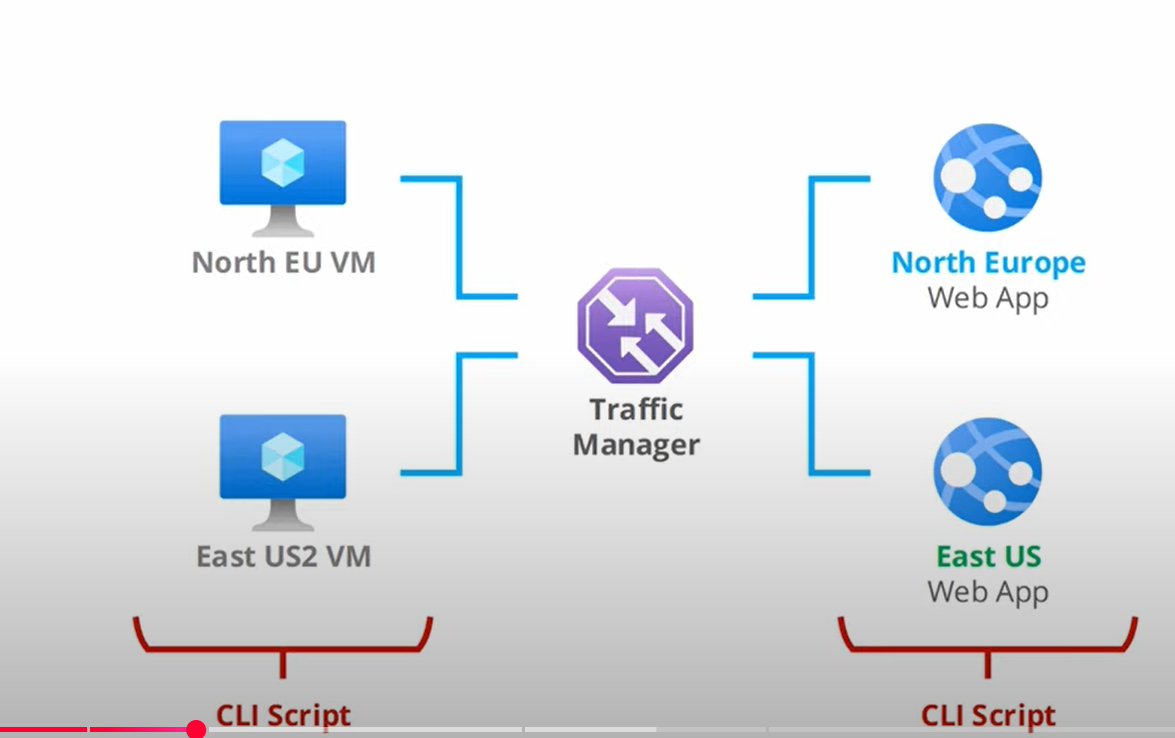 North EU VM
North Europe
Web App
Traffic
Manager
East US2 VM
East US
Web App
CLI Script
CLI Script